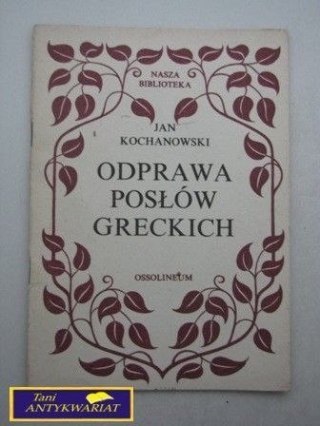 NASZA
BIBLIOTEKA
JAN
KOCHANOWSKI
ODPRAWA
POSŁÓW
GRECKICH
OSSOLINEUM
Tani
ANTYKWARIAT